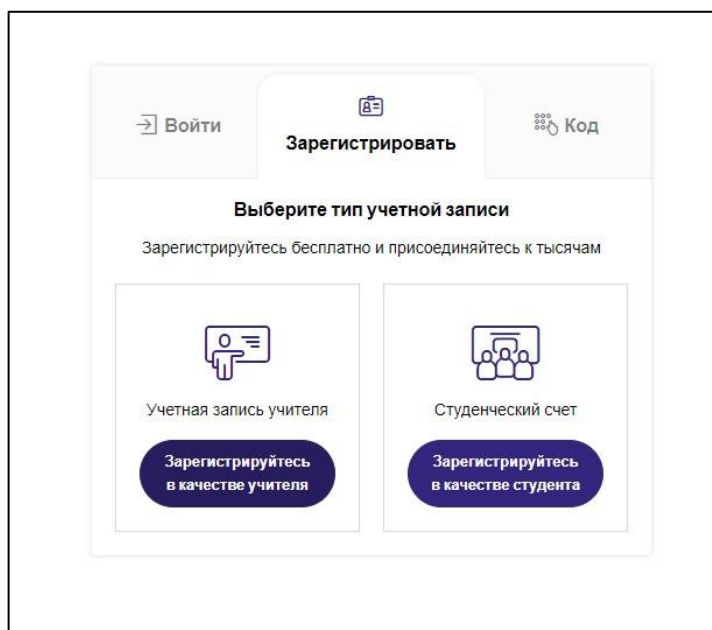 Войти
Зарегистрировать
Код
Выберите тип учетной записи
Зарегистрируйтесь бесплатно и присоединяйтесь к тысячам
Учетная запись учителя
Зарегистрируйтесь
в качестве учителя
Студенческий счет
Зарегистрируйтесь
в качестве студента